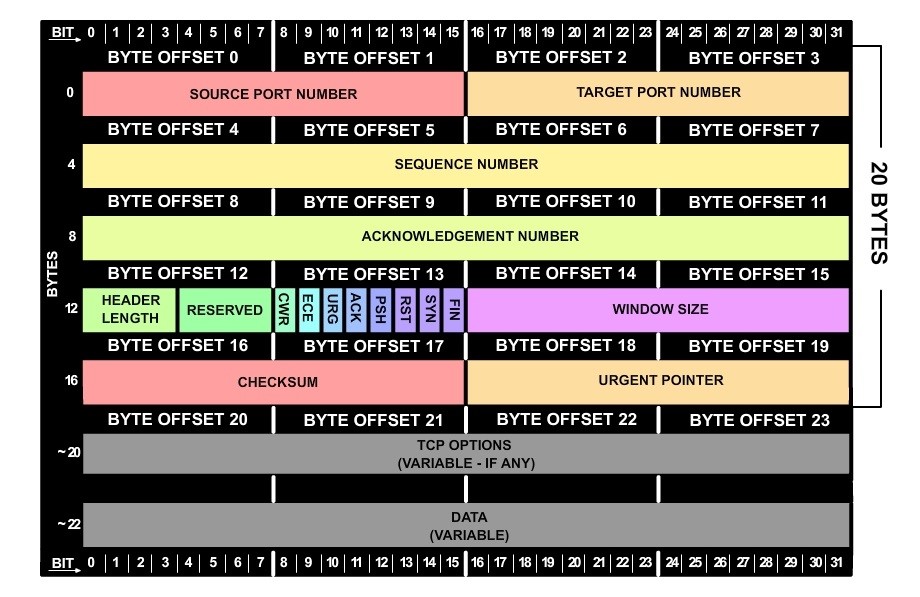 BIT 0 1 2 3 4 5 6 7 8 9 10 11 12 13 14 15 16 17 18 19 20 21 22 23 24 25 26 27 28 29 30 31
BYTE OFFSET 0 BYTE OFFSET 1 BYTE OFFSET 2 BYTE OFFSET 3
0 SOURCE PORT NUMBER TARGET PORT NUMBER
BYTE OFFSET 4 BYTE OFFSET 5 BYTE OFFSET 6 BYTE OFFSET 7
4 SEQUENCE NUMBER
BYTE OFFSET 8 BYTE OFFSET 9 BYTE OFFSET 10 BYTE OFFSET 11
8 ACKNOWLEDGEMENT NUMBER
BYTES
20 BYTES
BYTE OFFSET 12 BYTE OFFSET 13 BYTE OFFSET 14 BYTE OFFSET 15
12 HEADER LENGTH RESERVED CWR ECE URG ACK PSH RST SYN FIN WINDOW SIZE
BYTE OFFSET 16 BYTE OFFSET 17 BYTE OFFSET 18 BYTE OFFSET 19
16 CHECKSUM URGENT POINTER
BYTE OFFSET 20 BYTE OFFSET 21 BYTE OFFSET 22 BYTE OFFSET 23
~20 TCP OPTIONS
(VARIABLE - IF ANY)
~22 DATA
(VARIABLE)
BIT 0 1 2 3 4 5 6 7 8 9 10 11 12 13 14 15 16 17 18 19 20 21 22 23 24 25 26 27 28 29 30 31